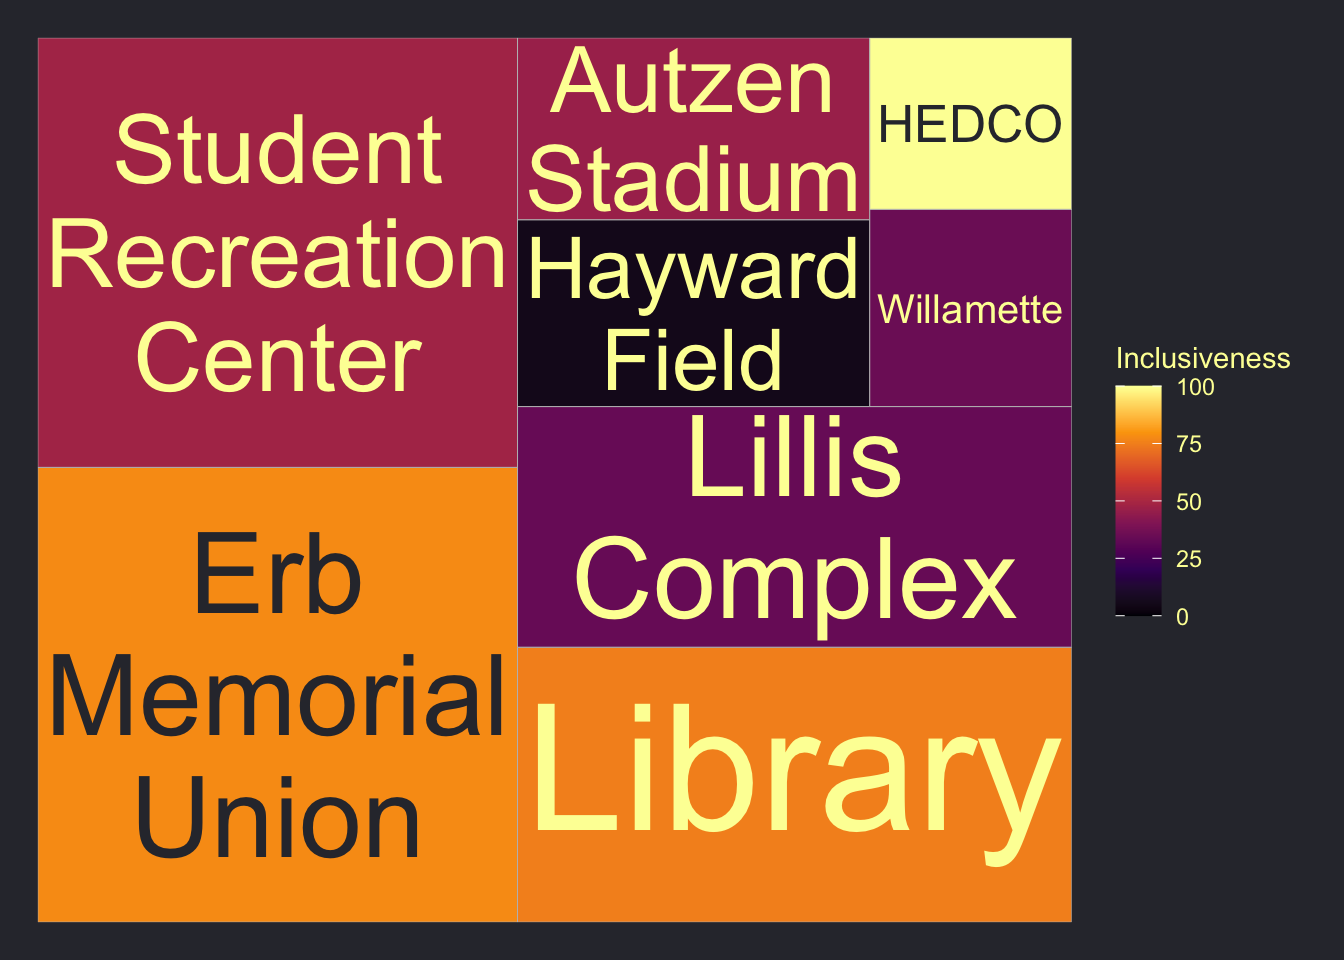 Student
Recreation
Center
Autzen
Stadium
HEDCO
Hayward
Field
Willamette
Erb
Memorial
Union
Lillis
Complex
Library
Inclusiveness
100
75
50
25
0